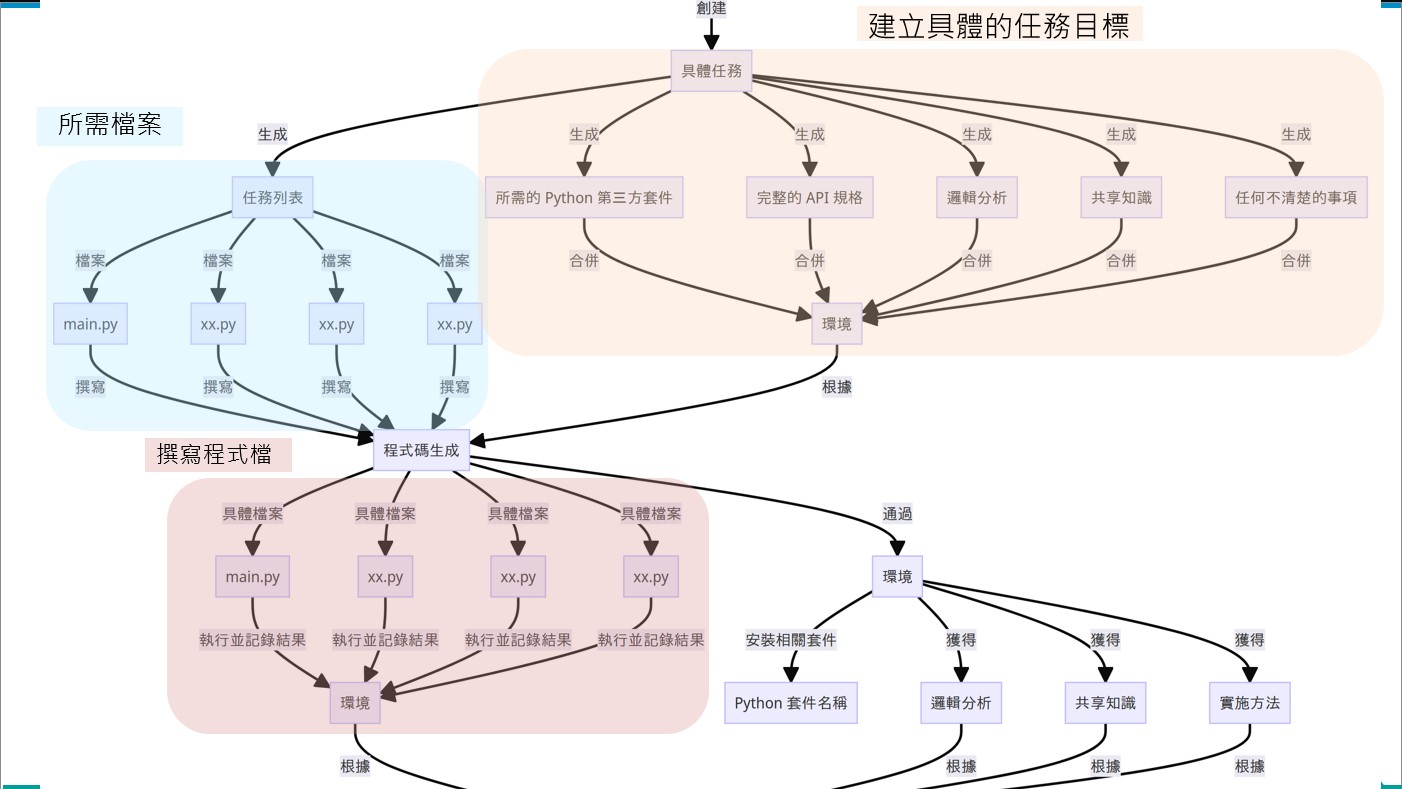 創建
建立具體的任務目標
具體任務
所需檔案
生成
生成
生成
生成
生成
生成
任務列表
所需的 Python 第三方套件
完整的 API 規格
邏輯分析
共享知識
任何不清楚的事項
檔案
檔案
檔案
檔案
合併
合併
合併
合併
合併
main.py
xx.py
xx.py
xx.py
環境
撰寫
撰寫
撰寫
撰寫
根據
撰寫程式檔
程式碼生成
具體檔案
具體檔案
具體檔案
具體檔案
通過
main.py
xx.py
xx.py
xx.py
環境
執行並記錄結果
執行並記錄結果
執行並記錄結果
執行並記錄結果
安裝相關套件
獲得
獲得
獲得
環境
Python 套件名稱
邏輯分析
共享知識
實施方法
根據
根據
根據
根據